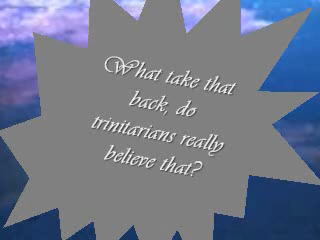 What take that
back, do
trinitarians really
believe that?